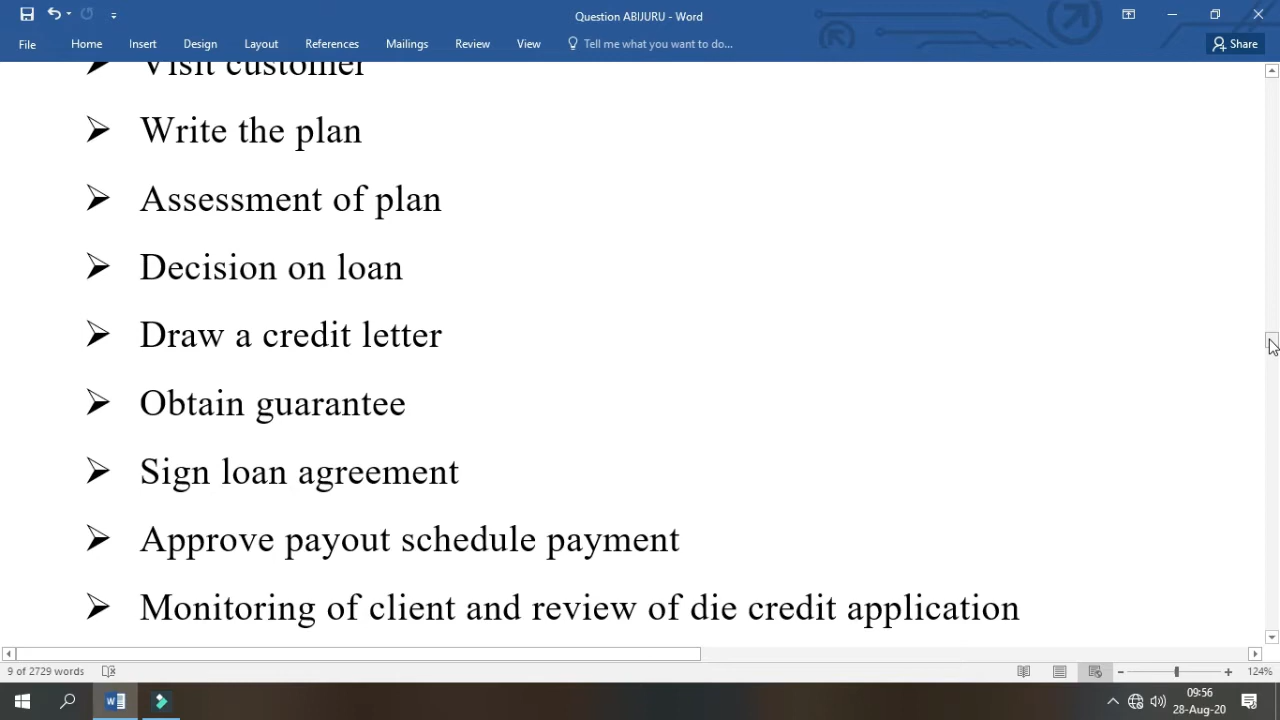 Question ABIJURU - Word
File Home Insert Design Layout References Mailings Review View Tell me what you want to do... Share
Visit customer
Write the plan
Assessment of plan
Decision on loan
Draw a credit letter
Obtain guarantee
Sign loan agreement
Approve payout schedule payment
Monitoring of client and review of die credit application
9 of 2729 words 124%
09:56
28-Aug-20